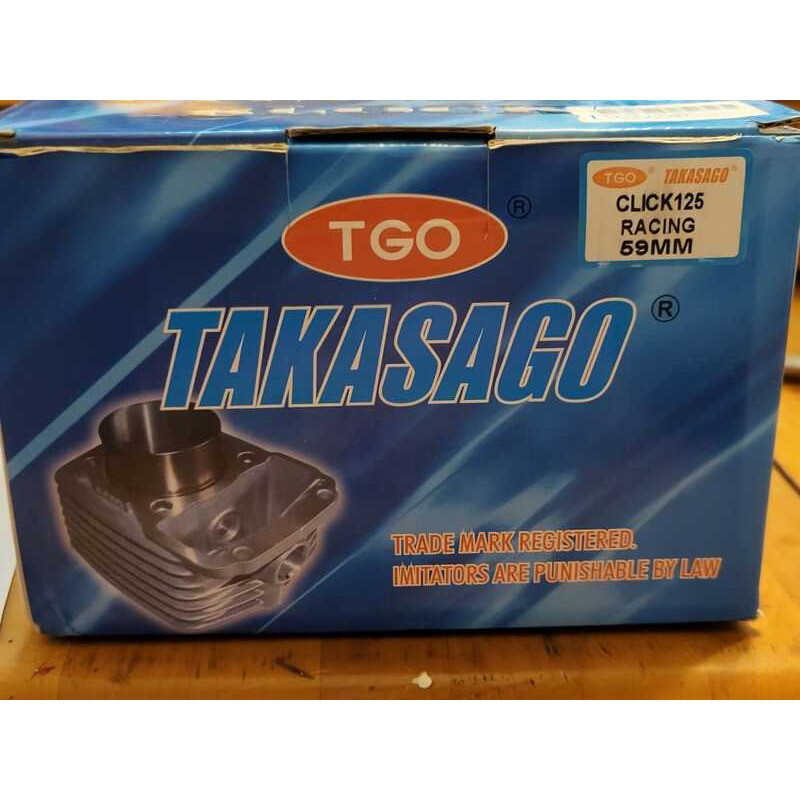 TGO ® TAKASAGO ®
CLICK125
RACING
59MM
TGO ®
TAKASAGO ®
TRADE MARK REGISTERED.
IMITATORS ARE PUNISHABLE BY LAW